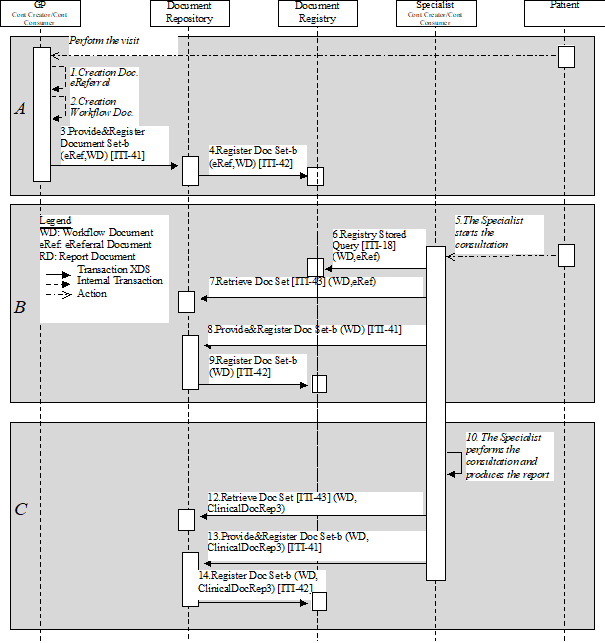 GP
Cont Creator/Cont
Consumer
Document
Repository
Document
Registry
Specialist
Cont Creator/Cont
Consumer
Patient
A
Perfotm the visit
1.Creation Doc.
eReferral
2.Creation
Workflow Doc.
3.Provide&Register
Document Set-b
(eRef,WD) [ITI-41]
4.Register Doc Set-b
(eRef,WD) [ITI-42]
B
Legend
WD: Workflow Document
eRef: eReferral Document
RD: Report Document
Transaction XDS
Internal Transaction
Action
5.The Specialist
starts the
consultation
6.Registry Stored
Query [ITI-18]
(WD,eRef)
7.Retrieve Doc Set [ITI-43] (WD,eRef)
8.Provide&Register Doc Set-b (WD) [ITI-41]
9.Register Doc Set-b
(WD) [ITI-42]
C
10. The Specialist
performs the
consultation and
produces the report
12.Retrieve Doc Set [ITI-43] (WD,
ClinicalDocRep3)
13.Provide&Register Doc Set-b (WD,
ClinicalDocRep3) [ITI-41]
14.Register Doc Set-b (WD,
ClinicalDocRep3) [ITI-42]